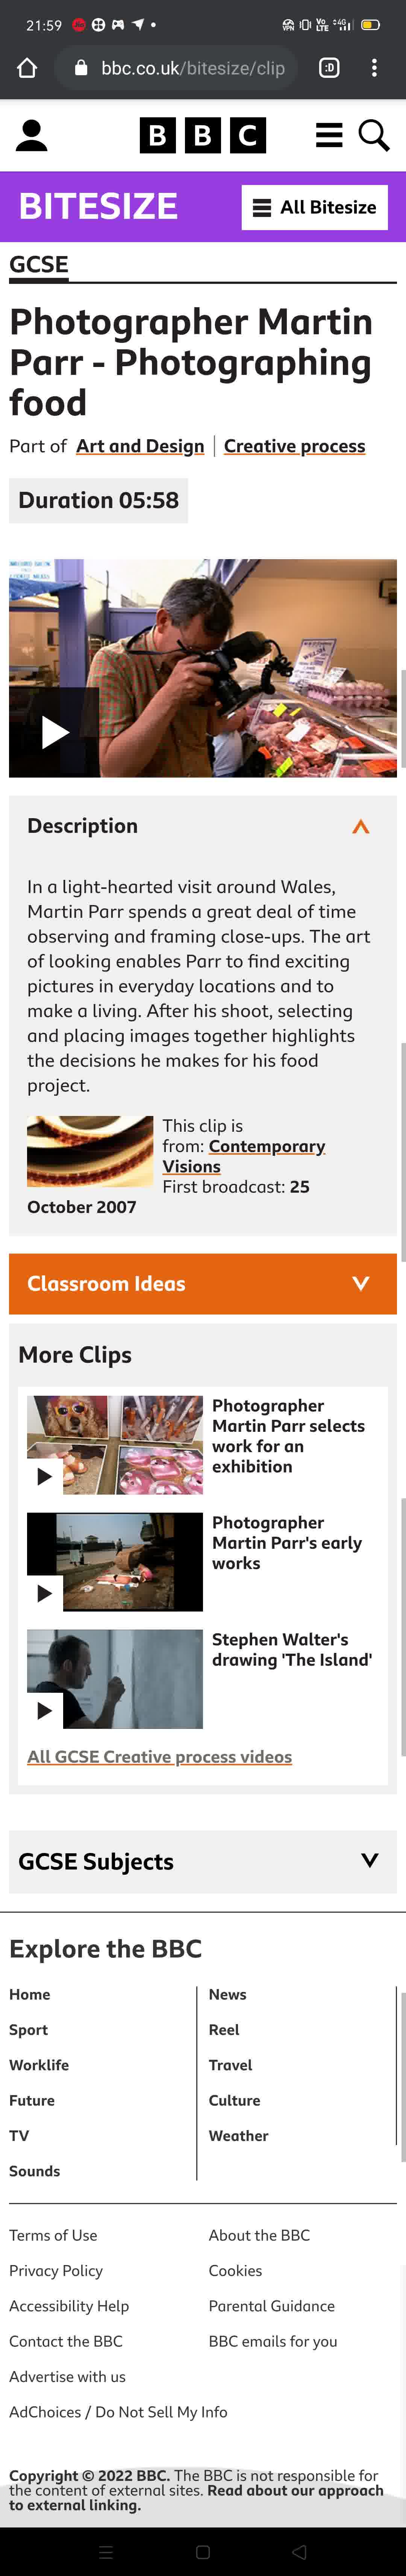 21:59
VPN Vo LTE 4G
bbc.co.uk/bitesize/clip :D
BBC
BITESIZE All Bitesize
GCSE
Photographer Martin
Parr - Photographing
food
Part of Art and Design | Creative process
Duration 05:58
Description
In a light-hearted visit around Wales,
Martin Parr spends a great deal of time
observing and framing close-ups. The art
of looking enables Parr to find exciting
pictures in everyday locations and to
make a living. After his shoot, selecting
and placing images together highlights
the decisions he makes for his food
project.
This clip is
from: Contemporary
Visions
First broadcast: 25
October 2007
Classroom Ideas
More Clips
Photographer
Martin Parr selects
work for an
exhibition
Photographer
Martin Parr's early
works
Stephen Walter's
drawing 'The Island'
All GCSE Creative process videos
GCSE Subjects
Explore the BBC
Home News
Sport Reel
Worklife Travel
Future Culture
TV Weather
Sounds
Terms of Use About the BBC
Privacy Policy Cookies
Accessibility Help Parental Guidance
Contact the BBC BBC emails for you
Advertise with us
AdChoices / Do Not Sell My Info
Copyright © 2022 BBC. The BBC is not responsible for
the content of external sites. Read about our approach
to external linking.